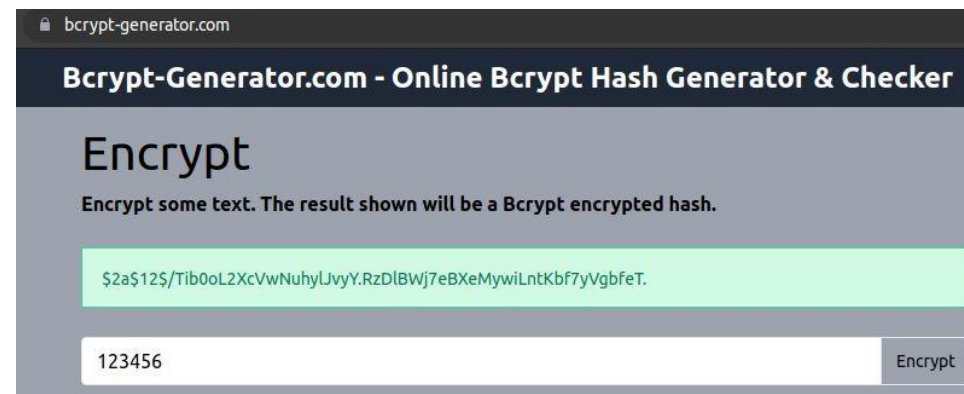 bcrypt-generator.com
Bcrypt-Generator.com - Online Bcrypt Hash Generator & Checker
Encrypt
Encrypt some text. The result shown will be a Bcrypt encrypted hash.
$2a$12$/Tib0oL2XcVwNuhylJvyY.RzDlBWj7eBXeMywiLntKbf7yVgbfeT.
123456 Encrypt